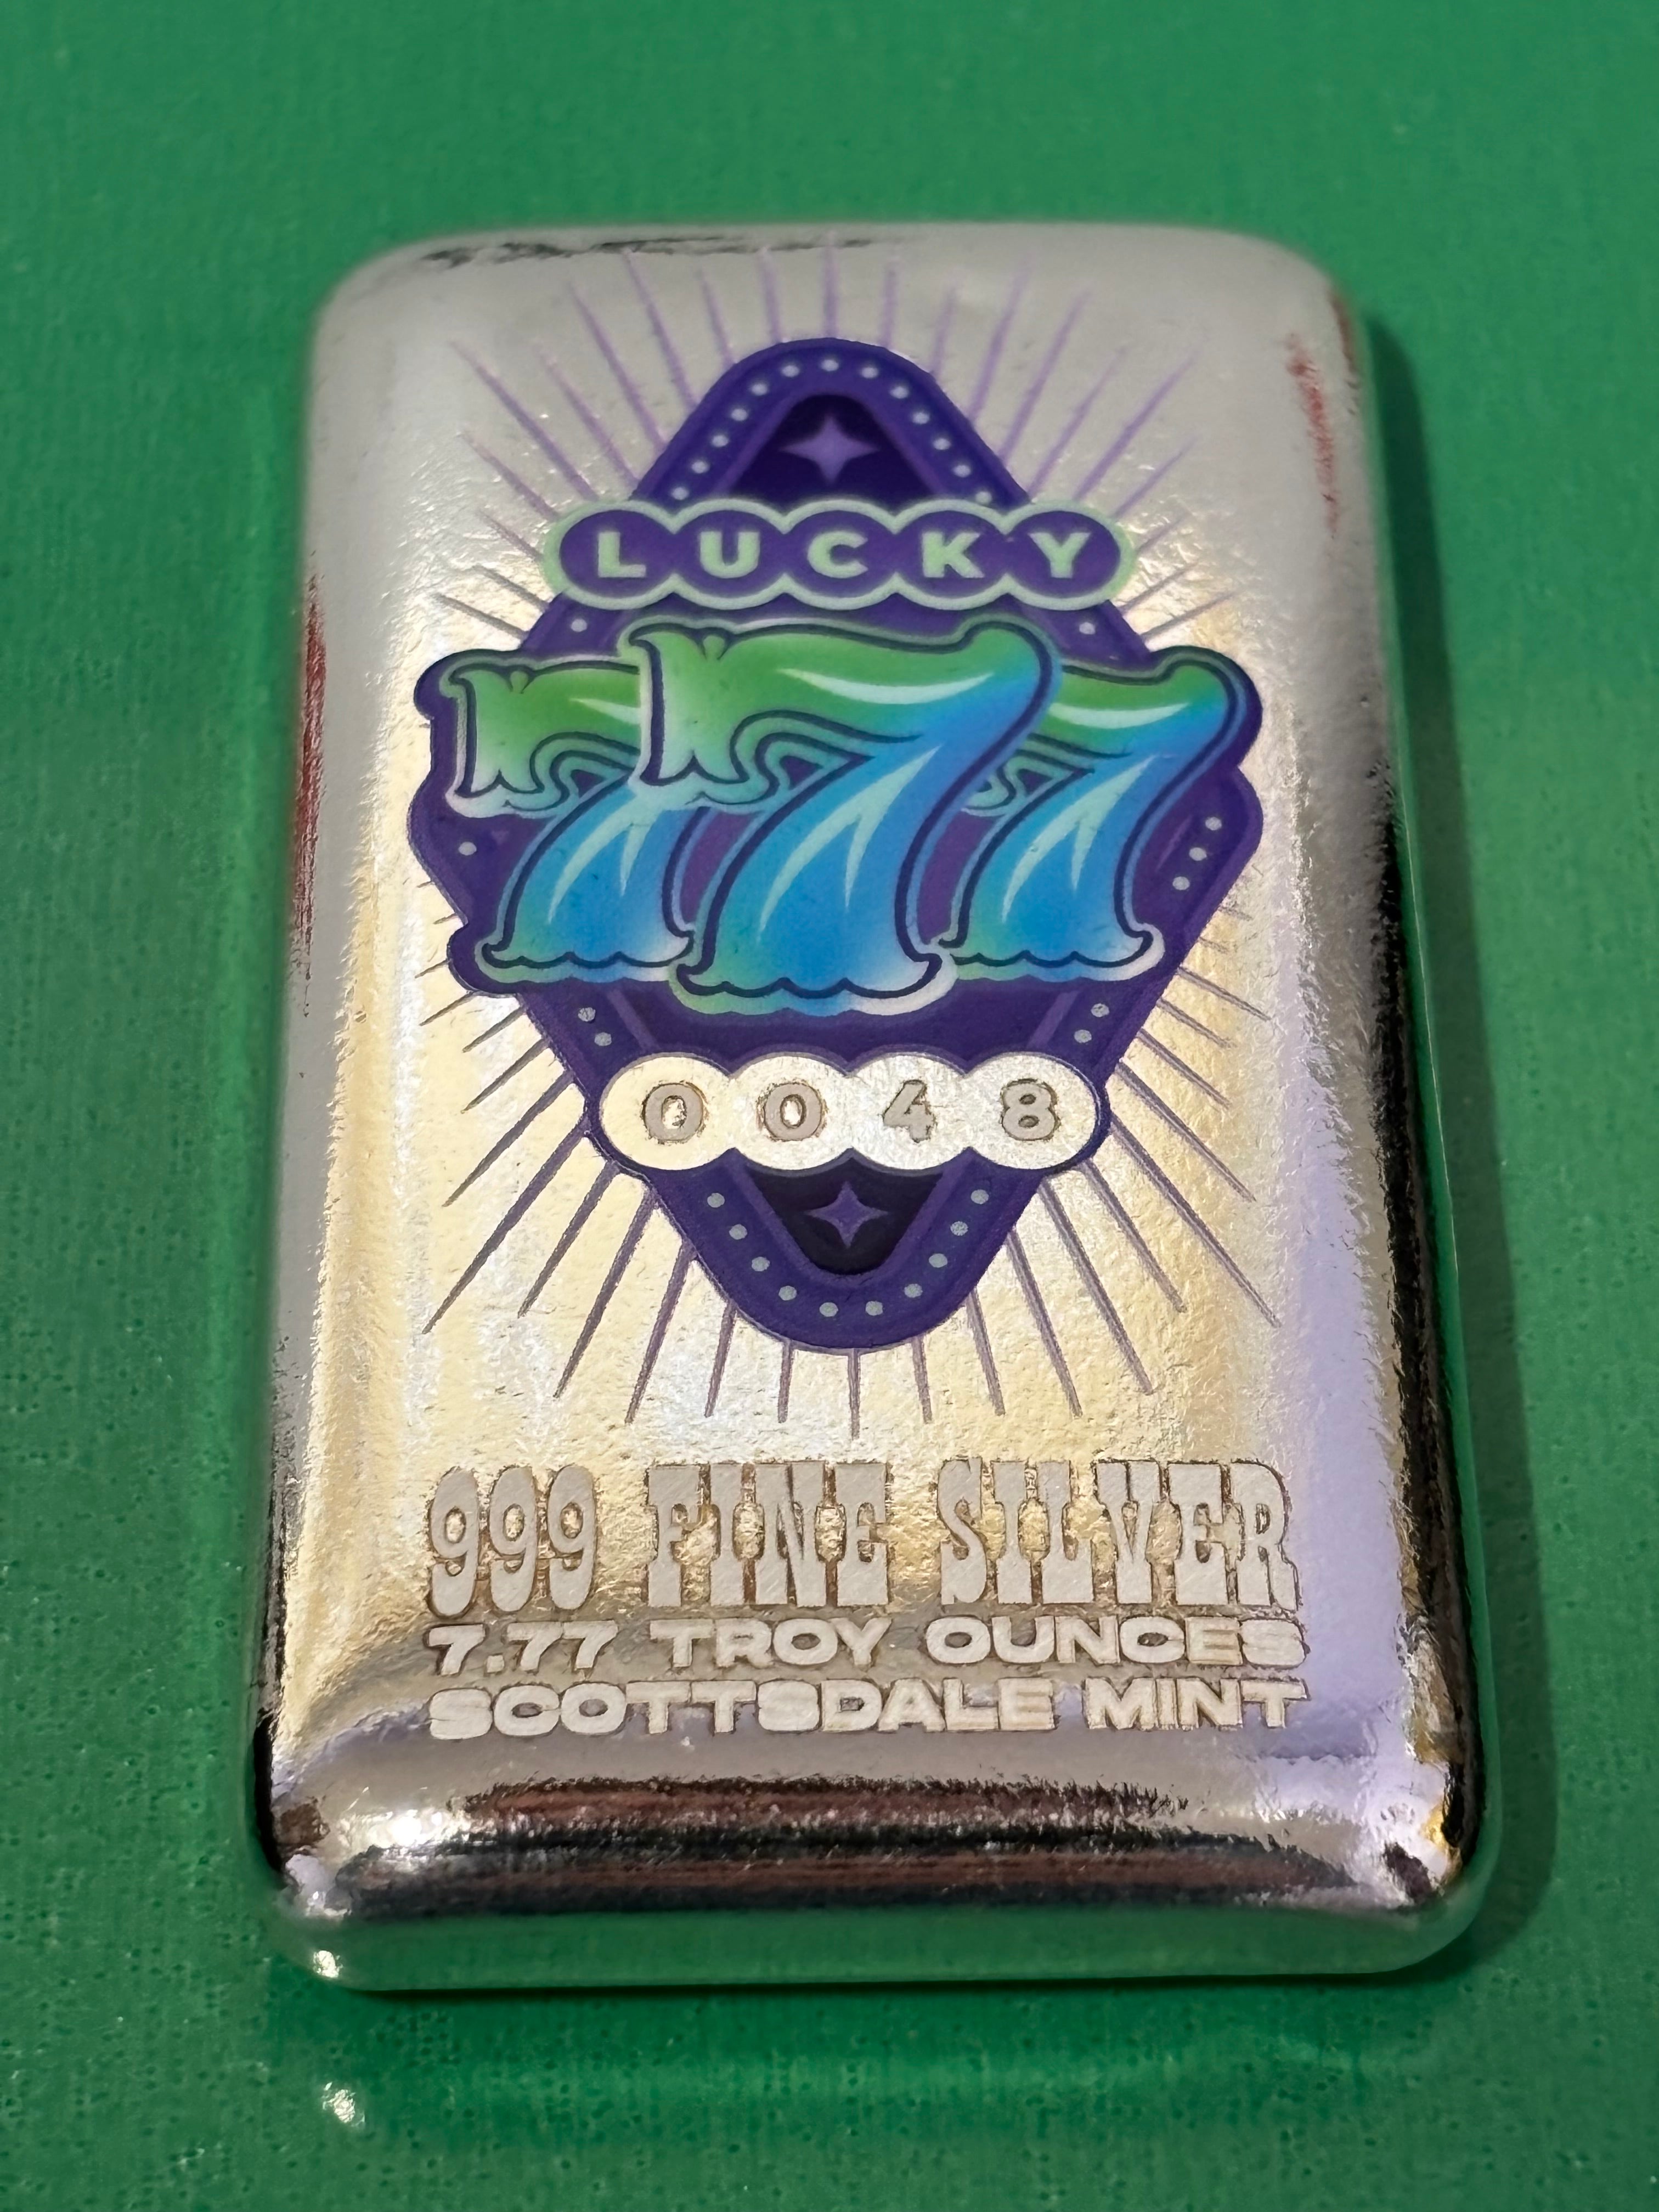 LUCKY
777
0048
999 FINE SILVER
7.77 TROY OUNCES
SCOTTSDALE MINT